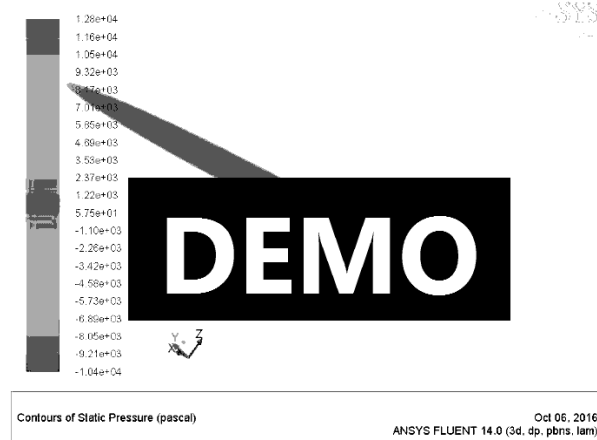 1.28e+04
1.16e+04
1.05e+04
9.32e+03
7.01e+03
5.85e+03
4.69e+03
3.53e+03
2.37e+03
1.22e+03
5.75e+01
-1.10e+03
-2.26e+03
-3.42e+03
-4.58e+03
-5.73e+03
-6.89e+03
-8.05e+03
-9.21e+03
-1.04e+04
DEMO
Y
Z
X
Contours of Static Pressure (pascal)
Oct 06, 2016
ANSYS FLUENT 14.0 (3d, dp, pbns, lam)